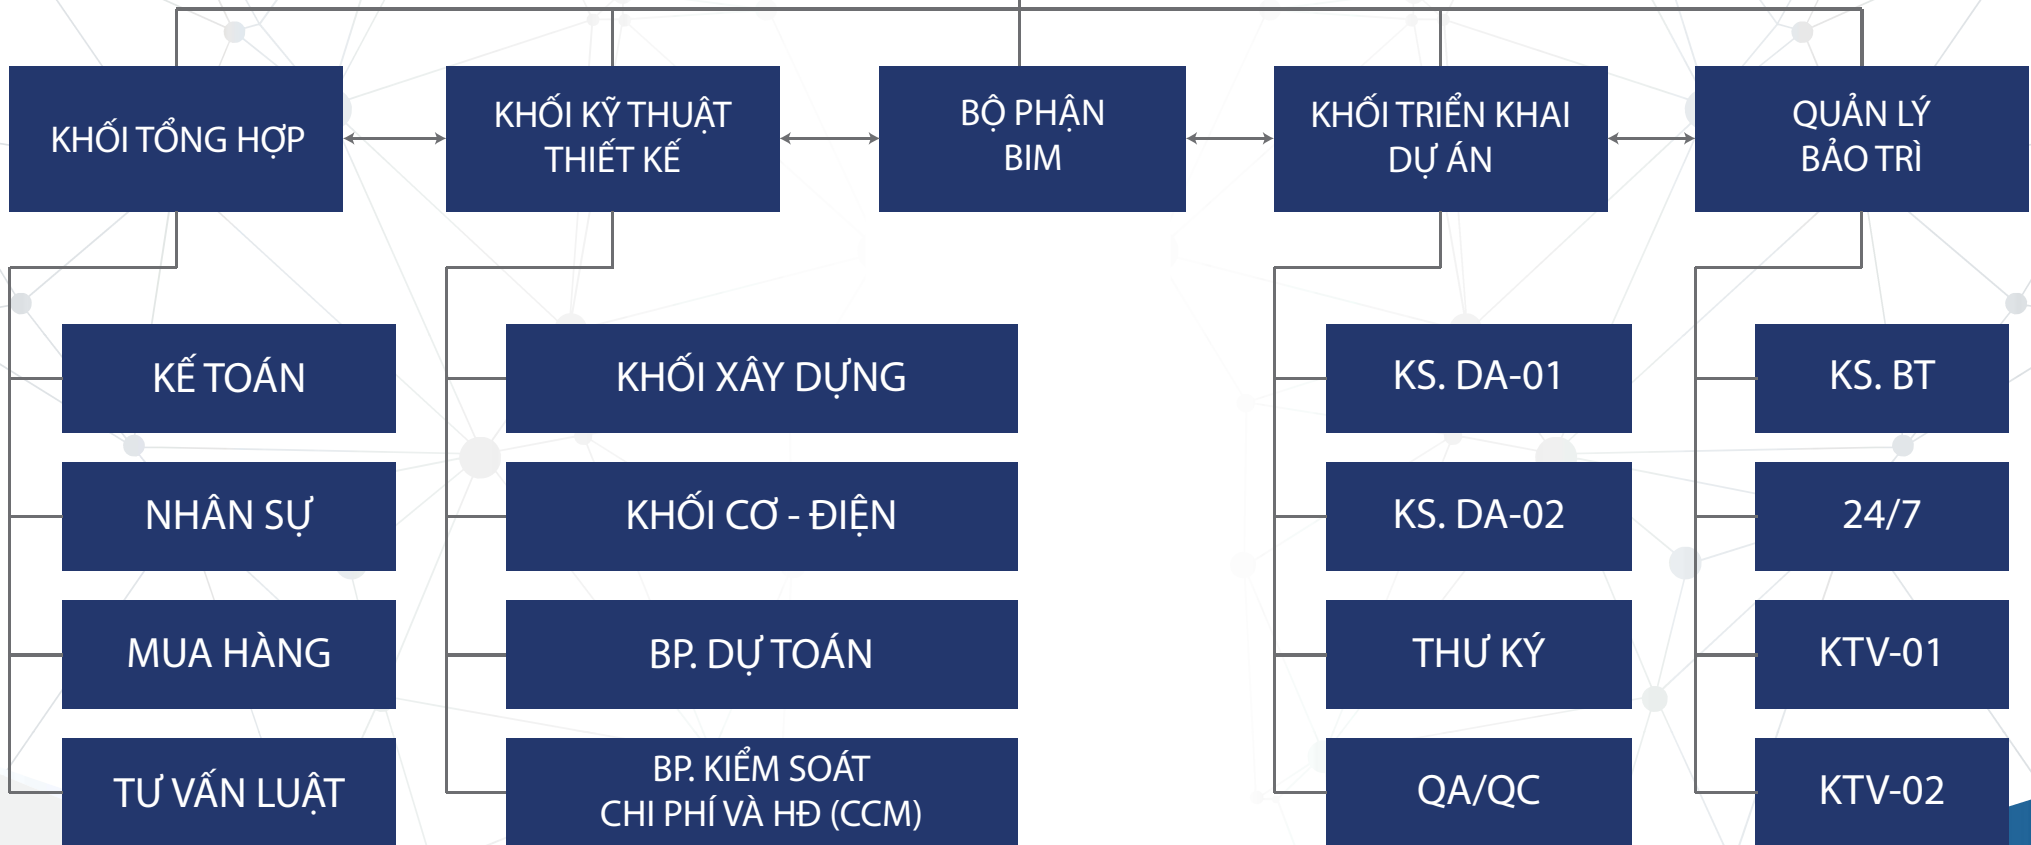 KHỐI TỔNG HỢP
KHỐI KỸ THUẬT
THIẾT KẾ
BỘ PHẬN
BIM
KHỐI TRIỂN KHAI
DỰ ÁN
QUẢN LÝ
BẢO TRÌ
KẾ TOÁN
NHÂN SỰ
MUA HÀNG
TƯ VẤN LUẬT
KHỐI XÂY DỰNG
KHỐI CƠ - ĐIỆN
BP. DỰ TOÁN
BP. KIỂM SOÁT
CHI PHÍ VÀ HĐ (CCM)
KS. DA-01
KS. DA-02
THƯ KÝ
QA/QC
KS. BT
24/7
KTV-01
KTV-02